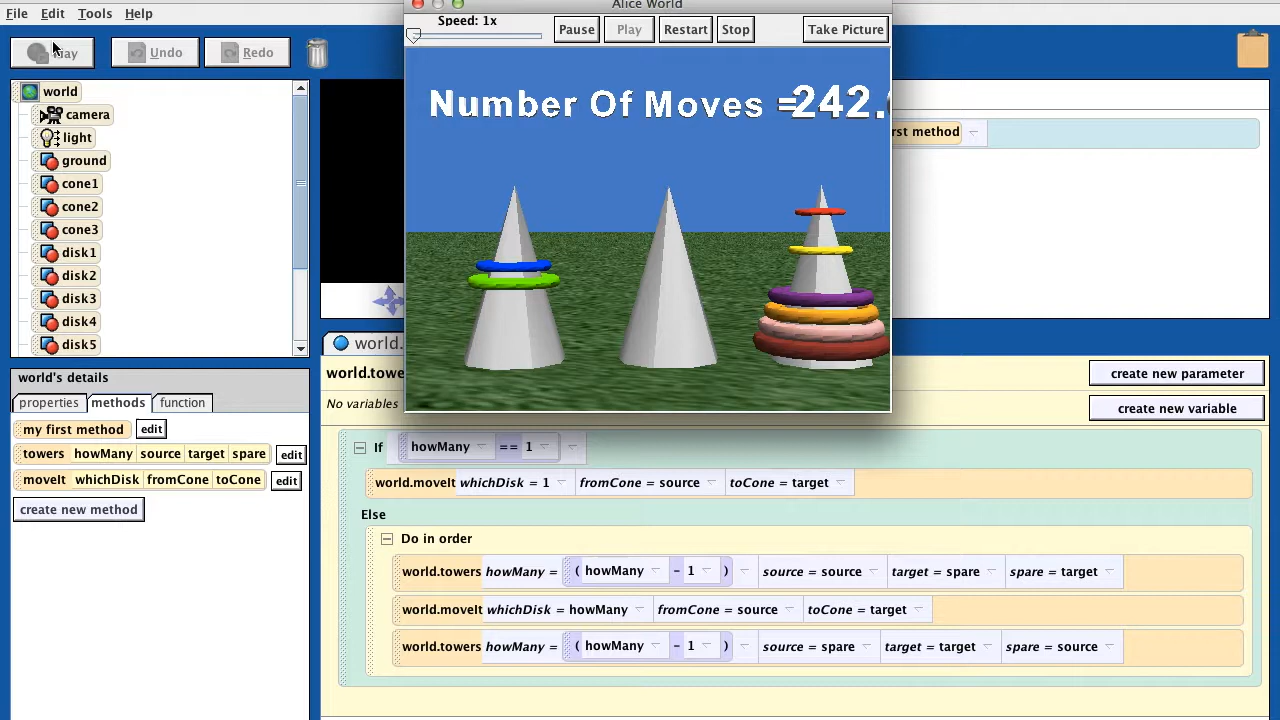 Alice World
File Edit Tools Help
Speed: 1x
Pause Play Restart Stop Take Picture
Undo Redo
Number Of Moves =242.
world
camera
light
ground
cone1
cone2
cone3
disk1
disk2
disk3
disk4
disk5
rst method
world's details
properties methods function
my first method edit
towers howMany source target spare edit
moveIt whichDisk fromCone toCone edit
create new method
world.
world.towe
create new parameter
No variables
create new variable
If howMany == 1
world.moveIt whichDisk = 1 fromCone = source toCone = target
Else
Do in order
world.towers howMany = ( howMany - 1 ) source = source target = spare spare = target
world.moveIt whichDisk = howMany fromCone = source toCone = target
world.towers howMany = ( howMany - 1 ) source = spare target = target spare = source